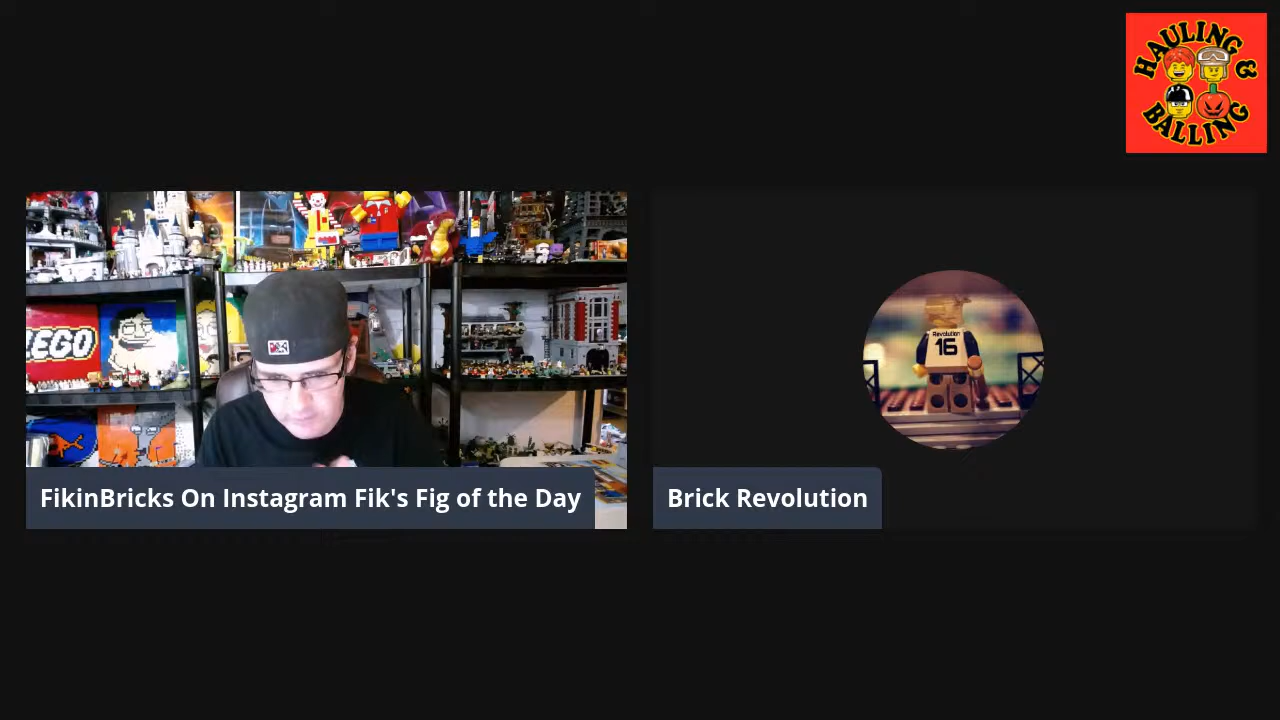 HAULING &
BALLING
LEGO
FikinBricks On Instagram Fik's Fig of the Day
Revolution
16
Brick Revolution